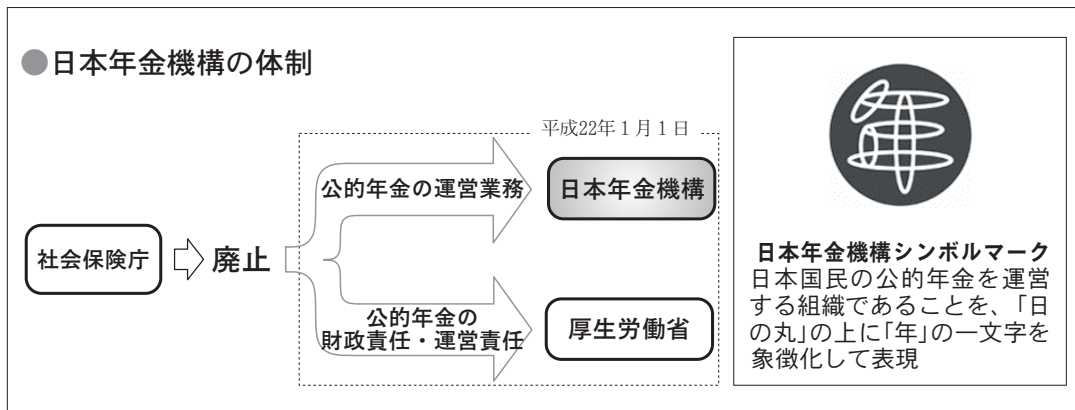 ●日本年金機構の体制
平成22年1月1日
公的年金の運営業務
日本年金機構
社会保険庁
廃止
公的年金の
財政責任・運営責任
厚生労働省
年
日本年金機構シンボルマーク
日本国民の公的年金を運営
する組織であることを、「日
の丸」の上に「年」の一文字を
象徴化して表現